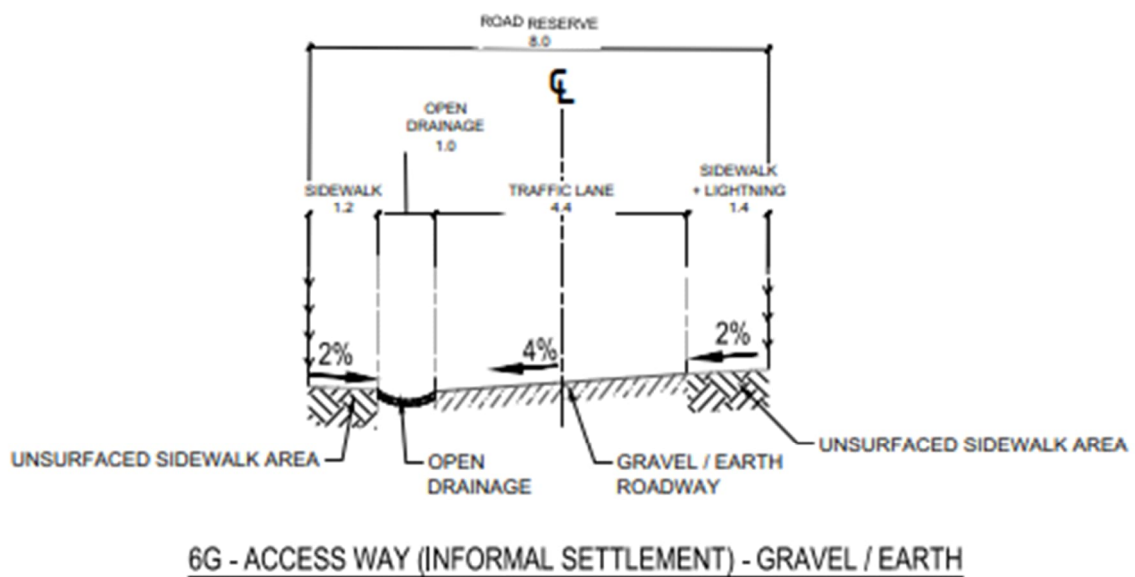 ROAD RESERVE
8.0
℄
OPEN
DRAINAGE
1.0
SIDEWALK
1.2
TRAFFIC LANE
4.4
SIDEWALK
+ LIGHTNING
1.4
2%
4%
2%
UNSURFACED SIDEWALK AREA
OPEN
DRAINAGE
GRAVEL / EARTH
ROADWAY
UNSURFACED SIDEWALK AREA
6G - ACCESS WAY (INFORMAL SETTLEMENT) - GRAVEL / EARTH